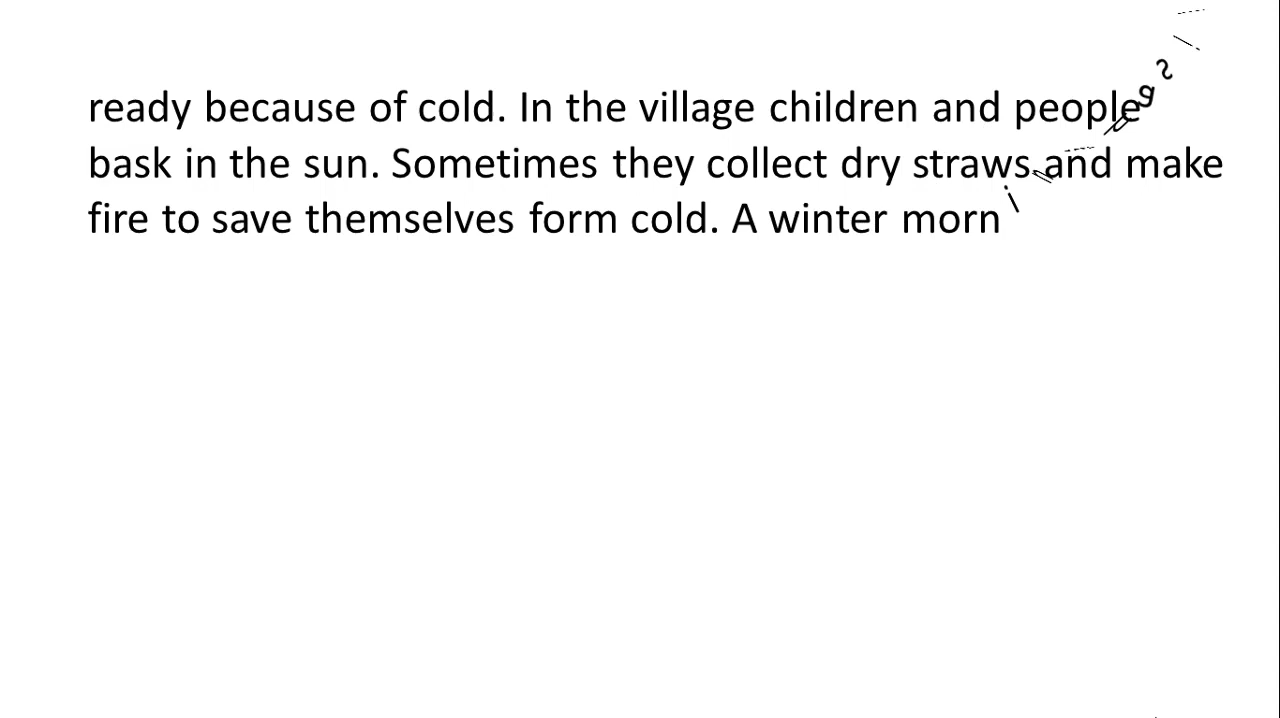 ready because of cold. In the village children and people
bask in the sun. Sometimes they collect dry straws and make
fire to save themselves form cold. A winter morn